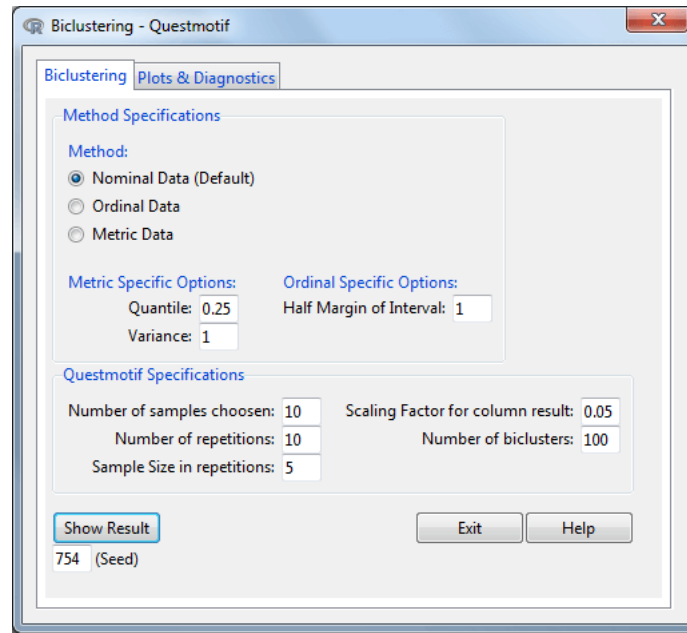 Biclustering - Questmotif
Biclustering Plots & Diagnostics
Method Specifications
Method:
Nominal Data (Default)
Ordinal Data
Metric Data
Metric Specific Options: Ordinal Specific Options:
Quantile: 0.25 Half Margin of Interval: 1
Variance: 1
Questmotif Specifications
Number of samples choosen: 10 Scaling Factor for column result: 0.05
Number of repetitions: 10 Number of biclusters: 100
Sample Size in repetitions: 5
Show Result Exit Help
754 (Seed)